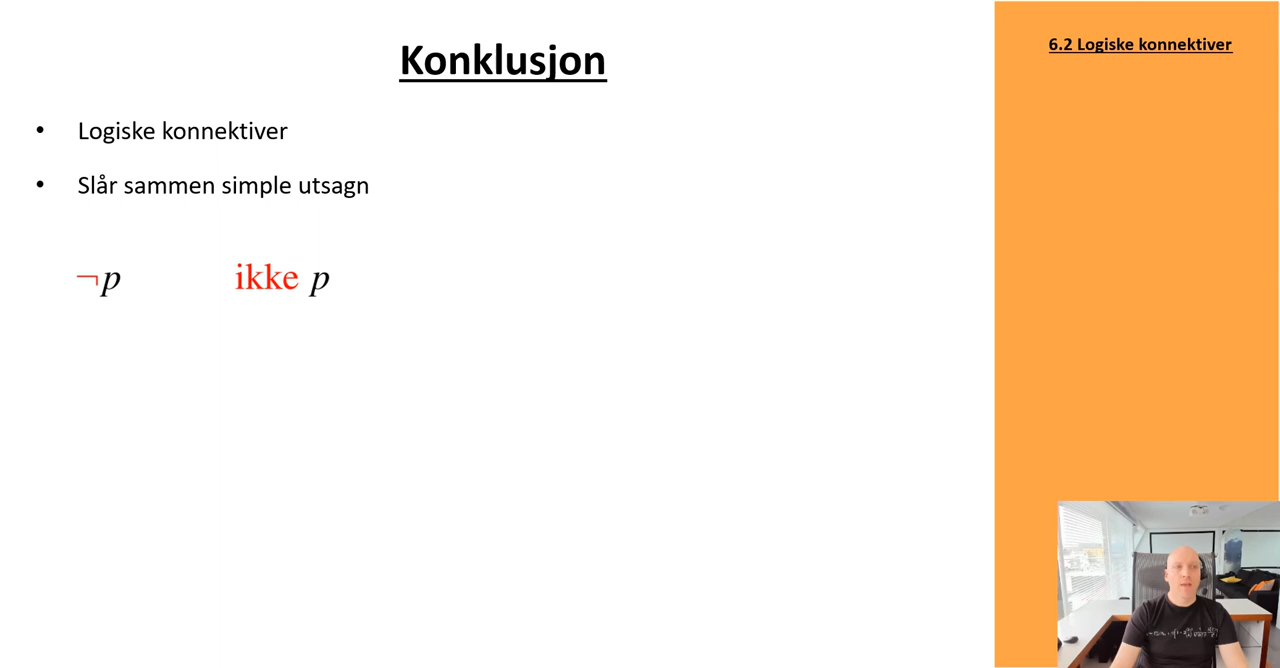 Konklusjon
6.2 Logiske konnektiver
• Logiske konnektiver
• Slår sammen simple utsagn
¬p ikke p